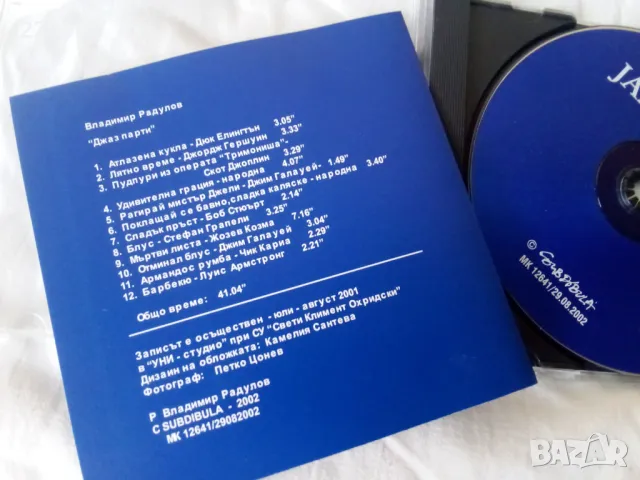 Владимир Радулов
"Джаз парти"
1. Атлазена кукла - Дюк Елингтън 3.05"
2. Лятно време - Джордж Гершуин 3.33"
3. Пудпури из операта "Тримониша"-
Скот Джоплин 3.29"
4. Удивителна грация - народна 4.07"
5. Рагирай мистър Джели - Джим Галауей- 1.49"
6. Поклащай се бавно,сладка каляске - народна 3.40"
7. Сладък пръст - Боб Стюърт 2.14"
8. Блус - Стефан Грапели 3.25"
9. Мъртви листа - Жозев Козма 7.16"
10. Отминал блус - Джим Галауей 3.04"
11. Армандос румба - Чик Кариа 2.29"
12. Барбекю - Луис Армстронг 2.21"
Общо време: 41.04"
Записът е осъществен - юли - август 2001
в "УНИ - студио" при СУ "Свети Климент Охридски"
Дизайн на обложката: Камелия Сантева
Фотограф: Петко Цонев
Р Владимир Радулов
C SUBDIBULA - 2002
МК 12641/29082002
JA
© SUBDIBULA
МК 12641/29.08.2002
BAZAR
bg